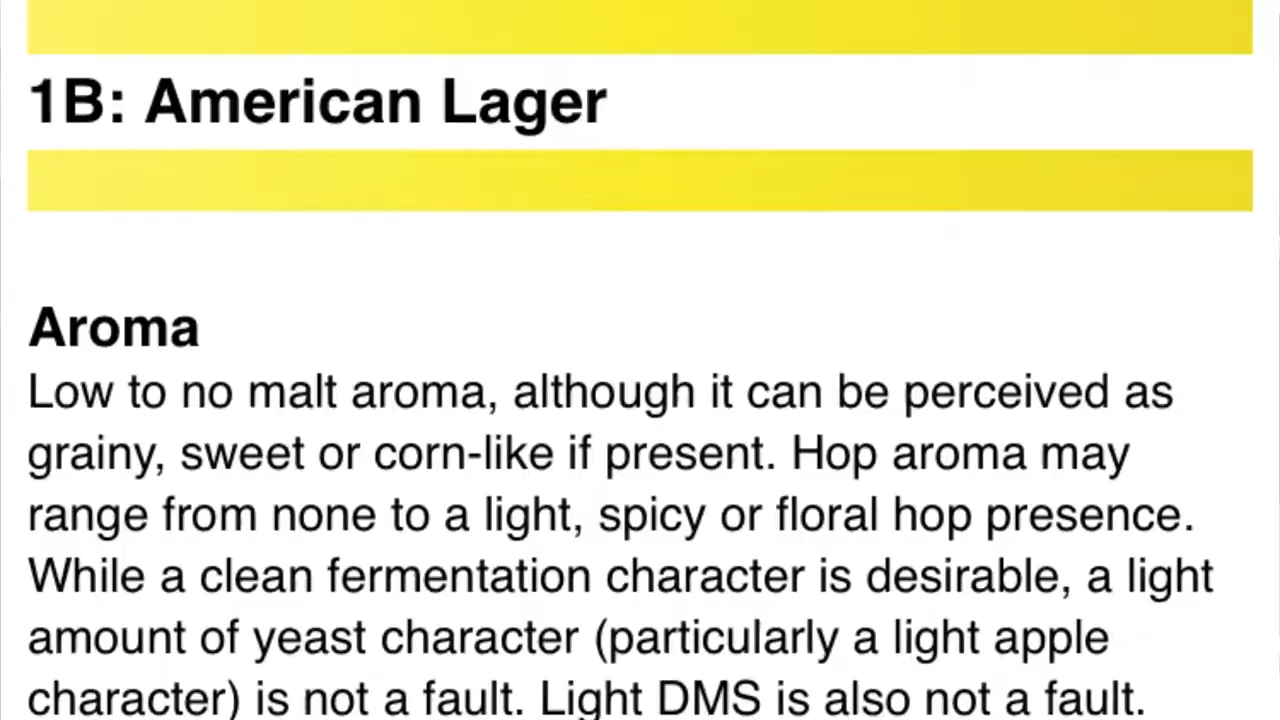 1B: American Lager
Aroma
Low to no malt aroma, although it can be perceived as
grainy, sweet or corn-like if present. Hop aroma may
range from none to a light, spicy or floral hop presence.
While a clean fermentation character is desirable, a light
amount of yeast character (particularly a light apple
character) is not a fault. Light DMS is also not a fault.